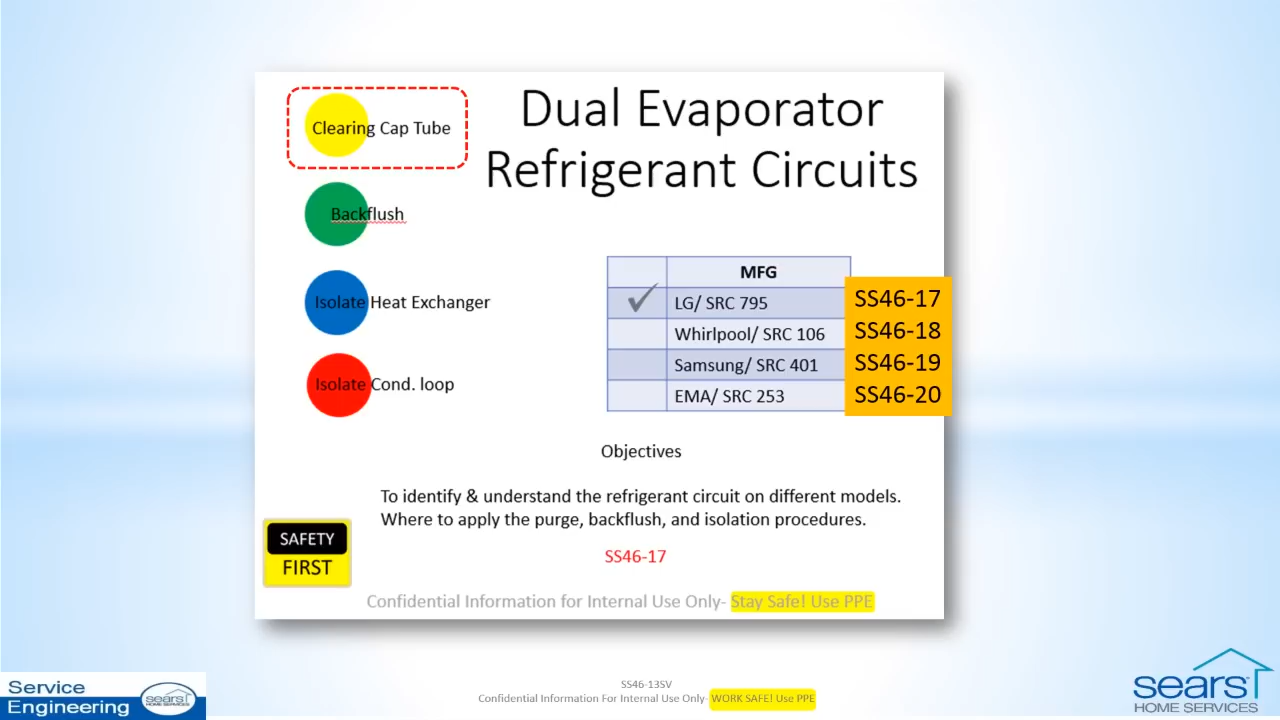 Clearing Cap Tube
Dual Evaporator
Refrigerant Circuits
Backflush
Isolate Heat Exchanger
Isolate Cond. loop
MFG
LG/ SRC 795 SS46-17
Whirlpool/ SRC 106 SS46-18
Samsung/ SRC 401 SS46-19
EMA/ SRC 253 SS46-20
Objectives
To identify & understand the refrigerant circuit on different models.
Where to apply the purge, backflush, and isolation procedures.
SS46-17
SAFETY
FIRST
Confidential Information for Internal Use Only- Stay Safe! Use PPE
SS46-13SV
Confidential Information For Internal Use Only- WORK SAFE! Use PPE
Service
Engineering
sears
HOME SERVICES
sears
HOME SERVICES